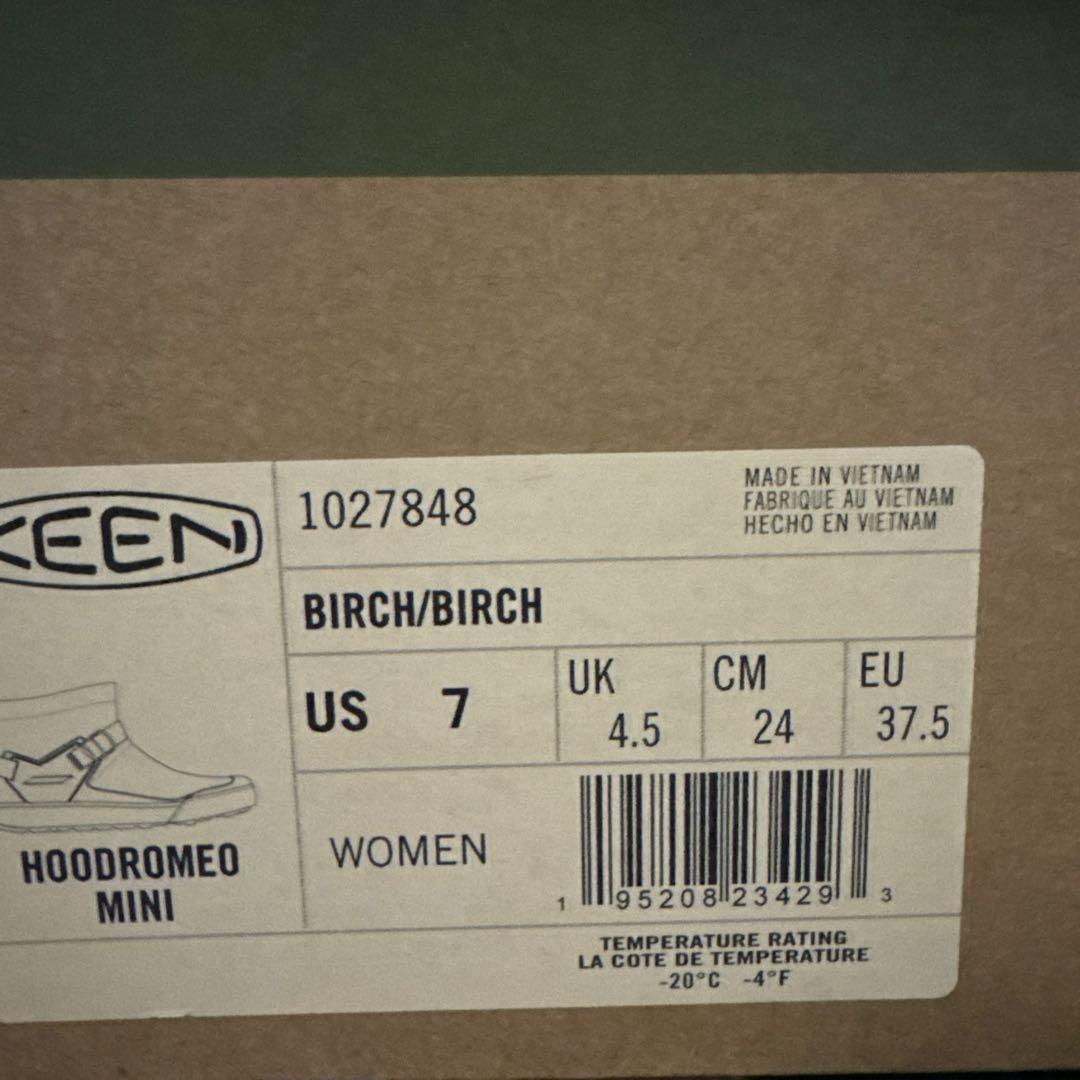 KEEN
1027848
MADE IN VIETNAM
FABRIQUE AU VIETNAM
HECHO EN VIETNAM
BIRCH/BIRCH
US 7
UK 4.5
CM 24
EU 37.5
HOODROMEO
MINI
WOMEN
1 95208 23429 3
TEMPERATURE RATING
LA COTE DE TEMPERATURE
-20°C -4°F